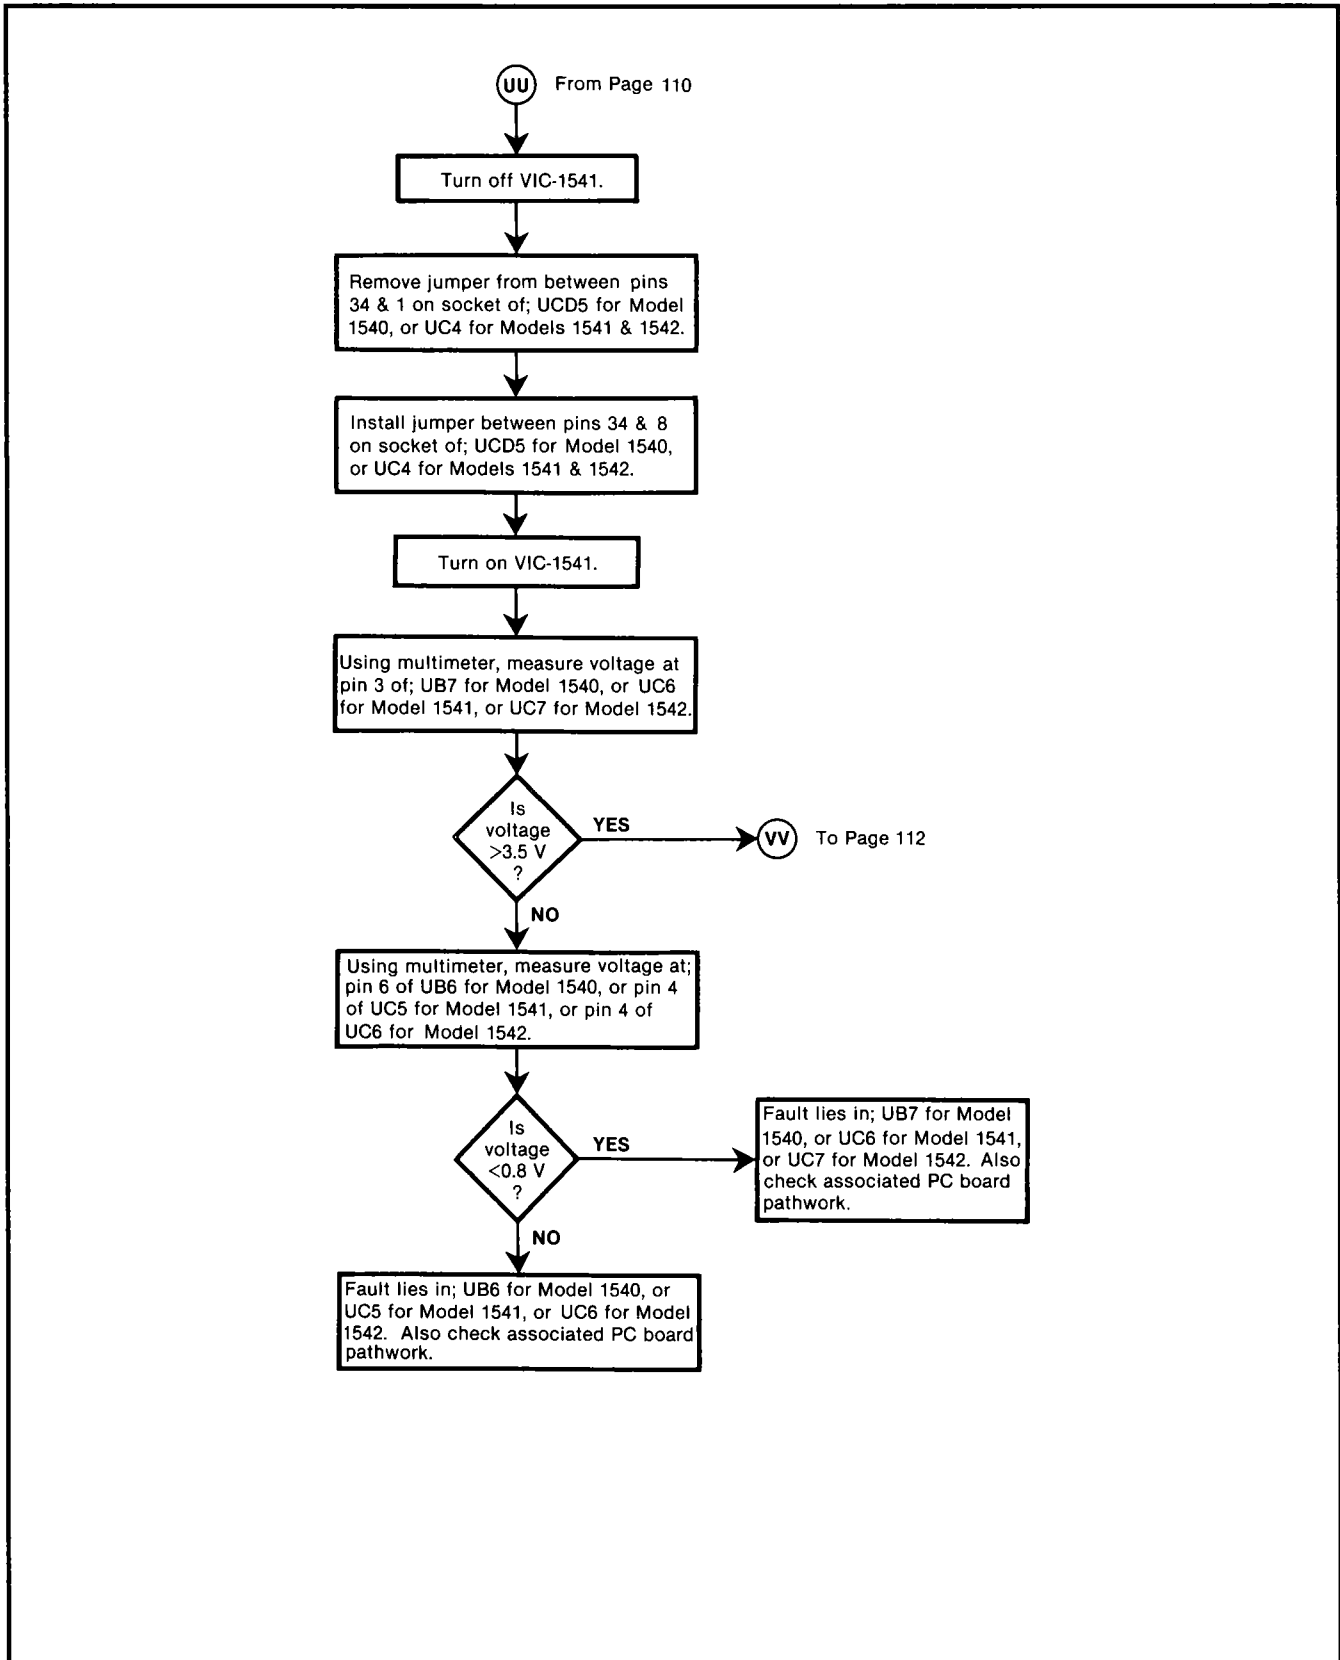 UU From Page 110
Turn off VIC-1541.
Remove jumper from between pins
34 & 1 on socket of; UCD5 for Model
1540, or UC4 for Models 1541 & 1542.
Install jumper between pins 34 & 8
on socket of; UCD5 for Model 1540,
or UC4 for Models 1541 & 1542.
Turn on VIC-1541.
Using multimeter, measure voltage at
pin 3 of; UB7 for Model 1540, or UC6
for Model 1541, or UC7 for Model 1542.
Is
voltage
>3.5 V
?
YES
VV To Page 112
NO
Using multimeter, measure voltage at;
pin 6 of UB6 for Model 1540, or pin 4
of UC5 for Model 1541, or pin 4 of
UC6 for Model 1542.
Is
voltage
<0.8 V
?
YES
Fault lies in; UB7 for Model
1540, or UC6 for Model 1541,
or UC7 for Model 1542. Also
check associated PC board
pathwork.
NO
Fault lies in; UB6 for Model 1540, or
UC5 for Model 1541, or UC6 for Model
1542. Also check associated PC board
pathwork.